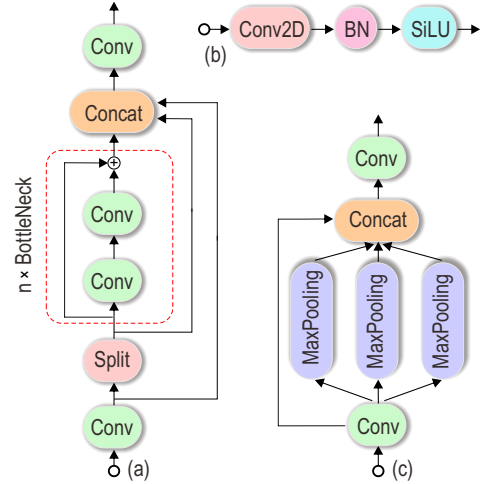 Conv
Concat
n × BottleNeck
Conv
Conv
Split
Conv
(a)
(b)
Conv2D
BN
SiLU
Conv
Concat
MaxPooling
MaxPooling
MaxPooling
Conv
(c)